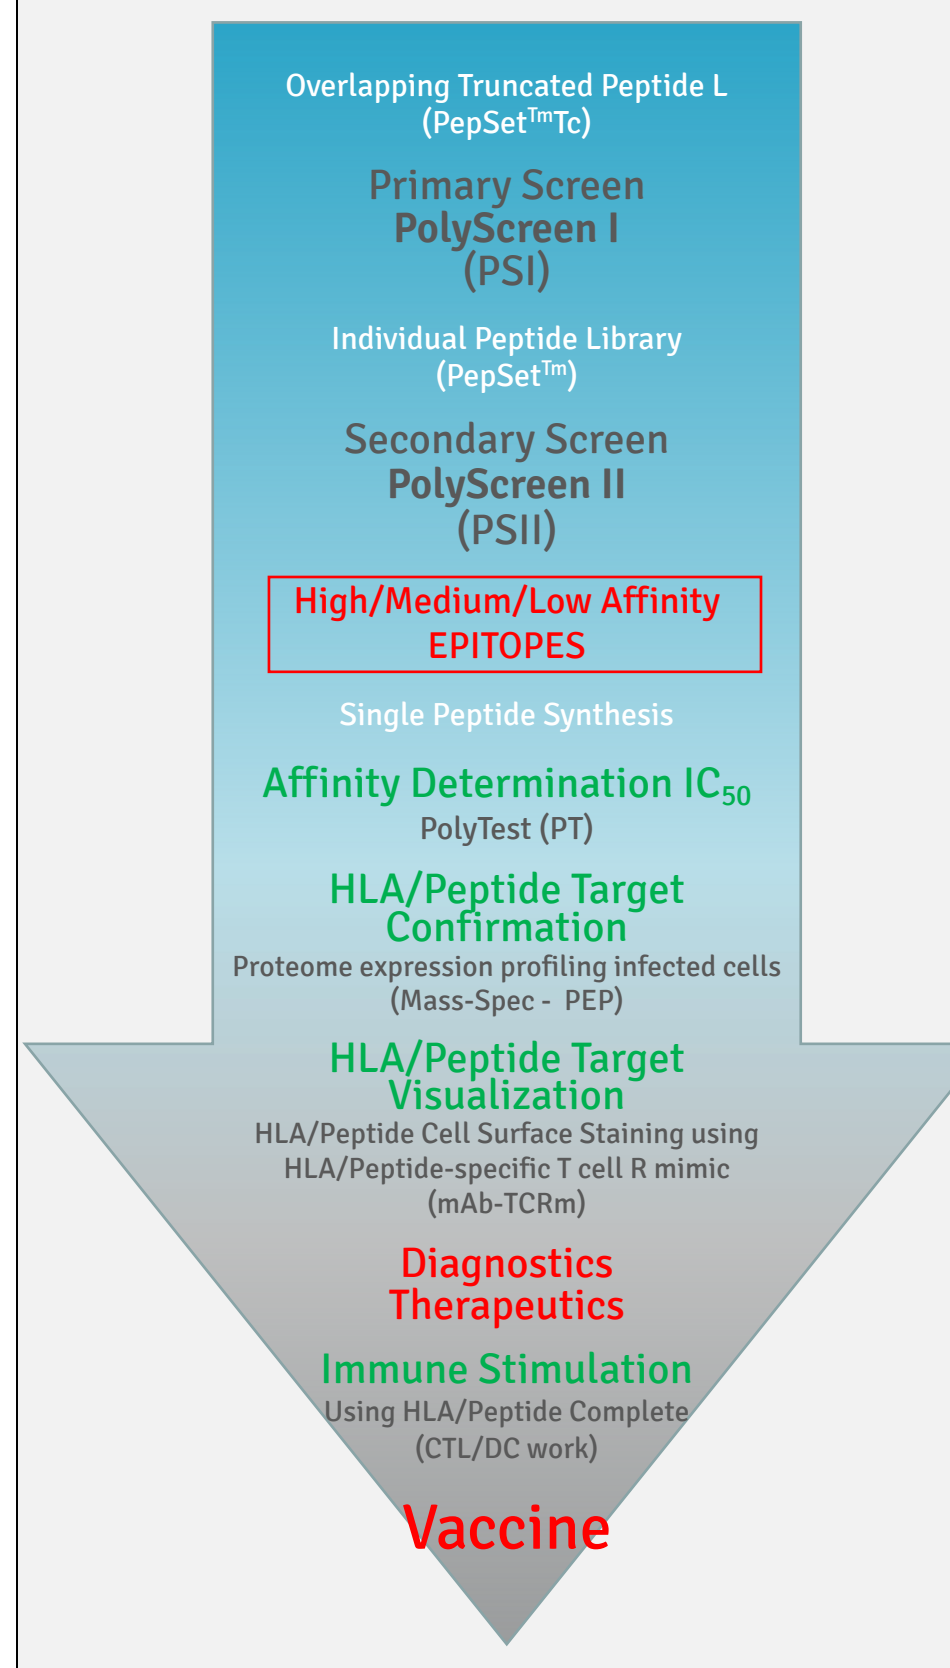 Overlapping Truncated Peptide L
(PepSetTmTc)
Primary Screen
PolyScreen I
(PSI)
Individual Peptide Library
(PepSetTm)
Secondary Screen
PolyScreen II
(PSII)
High/Medium/Low Affinity
EPITOPES
Single Peptide Synthesis
Affinity Determination IC50
PolyTest (PT)
HLA/Peptide Target
Confirmation
Proteome expression profiling infected cells
(Mass-Spec - PEP)
HLA/Peptide Target
Visualization
HLA/Peptide Cell Surface Staining using
HLA/Peptide-specific T cell R mimic
(mAb-TCRm)
Diagnostics
Therapeutics
Immune Stimulation
Using HLA/Peptide Complete
(CTL/DC work)
Vaccine